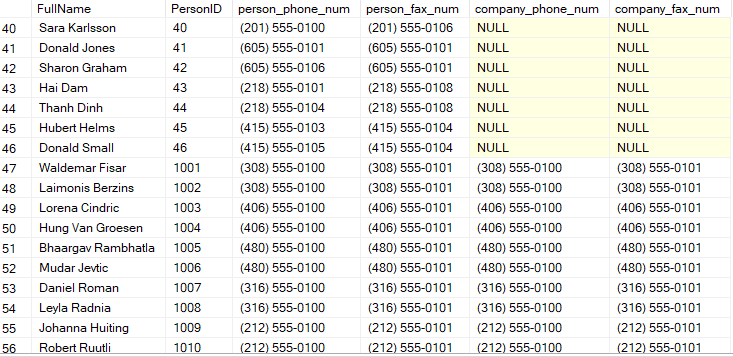 FullName PersonID person_phone_num person_fax_num company_phone_num company_fax_num
40 Sara Karlsson 40 (201) 555-0100 (201) 555-0106 NULL NULL
41 Donald Jones 41 (605) 555-0101 (605) 555-0101 NULL NULL
42 Sharon Graham 42 (605) 555-0106 (605) 555-0101 NULL NULL
43 Hai Dam 43 (218) 555-0101 (218) 555-0108 NULL NULL
44 Thanh Dinh 44 (218) 555-0104 (218) 555-0108 NULL NULL
45 Hubert Helms 45 (415) 555-0103 (415) 555-0104 NULL NULL
46 Donald Small 46 (415) 555-0105 (415) 555-0104 NULL NULL
47 Waldemar Fisar 1001 (308) 555-0100 (308) 555-0101 (308) 555-0100 (308) 555-0101
48 Laimonis Berzins 1002 (308) 555-0100 (308) 555-0101 (308) 555-0100 (308) 555-0101
49 Lorena Cindric 1003 (406) 555-0100 (406) 555-0101 (406) 555-0100 (406) 555-0101
50 Hung Van Groesen 1004 (406) 555-0100 (406) 555-0101 (406) 555-0100 (406) 555-0101
51 Bhaargav Rambhatla 1005 (480) 555-0100 (480) 555-0101 (480) 555-0100 (480) 555-0101
52 Mudar Jevtic 1006 (480) 555-0100 (480) 555-0101 (480) 555-0100 (480) 555-0101
53 Daniel Roman 1007 (316) 555-0100 (316) 555-0101 (316) 555-0100 (316) 555-0101
54 Leyla Radnia 1008 (316) 555-0100 (316) 555-0101 (316) 555-0100 (316) 555-0101
55 Johanna Huiting 1009 (212) 555-0100 (212) 555-0101 (212) 555-0100 (212) 555-0101
56 Robert Ruutli 1010 (212) 555-0100 (212) 555-0101 (212) 555-0100 (212) 555-0101